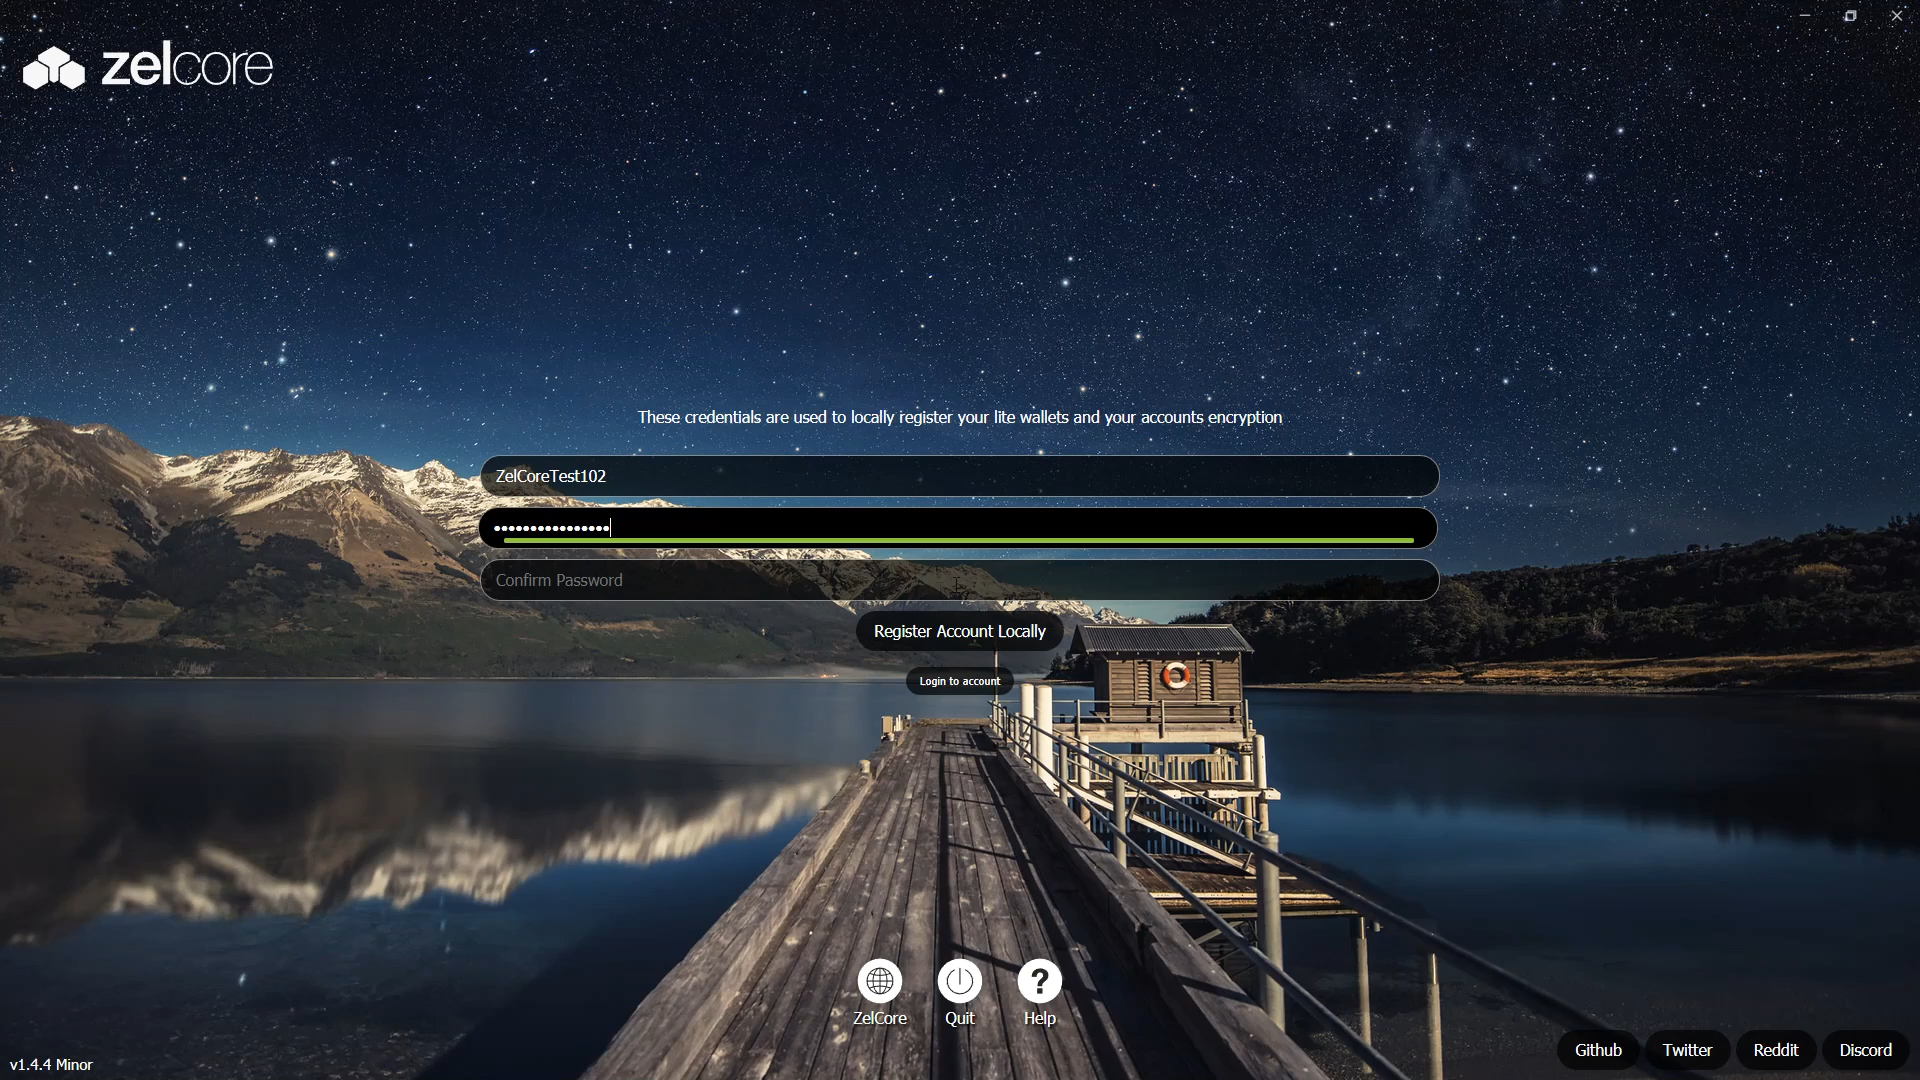 zelcore
These credentials are used to locally register your lite wallets and your accounts encryption
ZelCoreTest102
••••••••••••••••
Confirm Password
Register Account Locally
Login to account
ZelCore
Quit
? Help
v1.4.4 Minor
Github
Twitter
Reddit
Discord